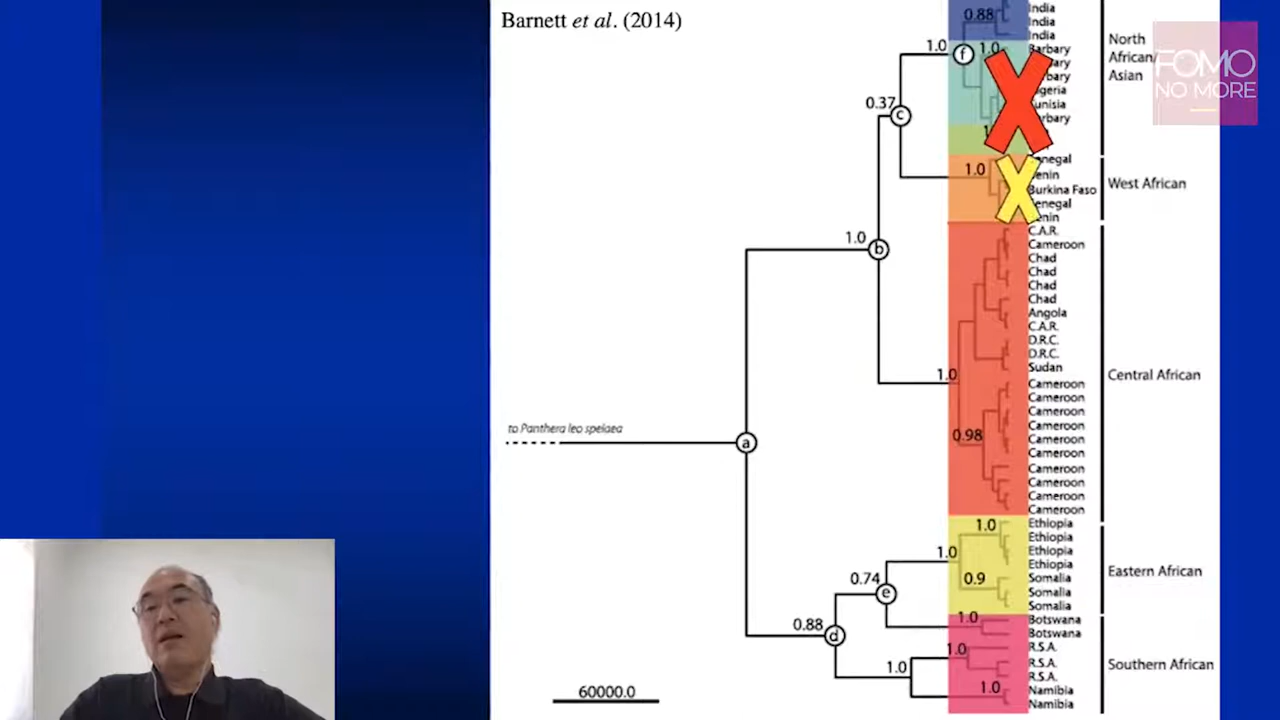 Barnett et al. (2014)
FOMO
NO MORE
North
African/
Asian
West African
Central African
Eastern African
Southern African
India
India
India
Barbary
Burkina Faso
C.A.R.
Cameroon
Chad
Chad
Chad
Chad
Angola
C.A.R.
D.R.C.
D.R.C.
Sudan
Cameroon
Cameroon
Cameroon
Cameroon
Cameroon
Cameroon
Cameroon
Cameroon
Cameroon
Cameroon
Ethiopia
Ethiopia
Ethiopia
Ethiopia
Somalia
Somalia
Somalia
Botswana
Botswana
R.S.A.
R.S.A.
R.S.A.
Namibia
Namibia
0.88
1.0
f
1.0
0.37
c
1.0
1.0
b
1.0
0.98
to Panthera leo spelaea
a
1.0
1.0
0.9
0.74
e
1.0
0.88
d
1.0
1.0
1.0
60000.0